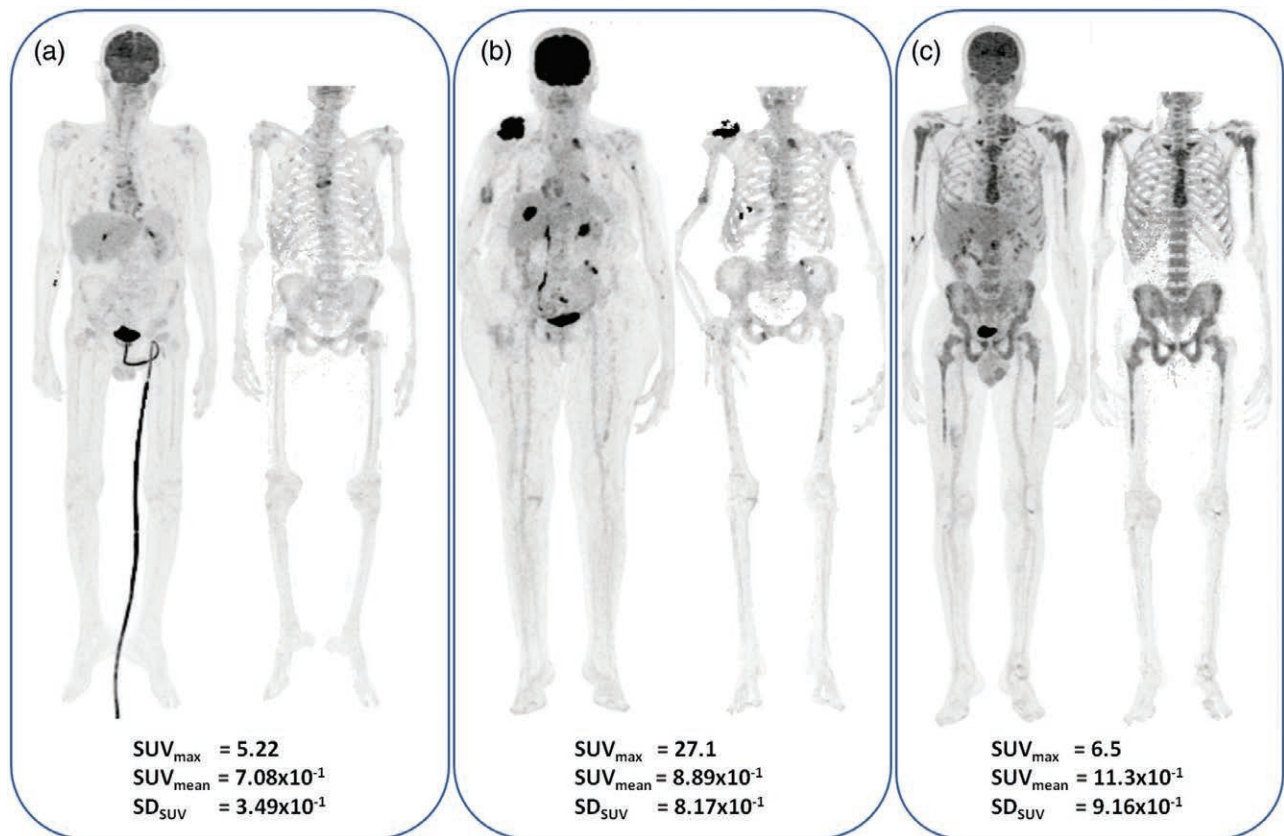 (a)
SUVmax = 5.22
SUVmean = 7.08x10-1
SDSUV = 3.49x10-1
(b)
SUVmax = 27.1
SUVmean = 8.89x10-1
SDSUV = 8.17x10-1
(c)
SUVmax = 6.5
SUVmean = 11.3x10-1
SDSUV = 9.16x10-1